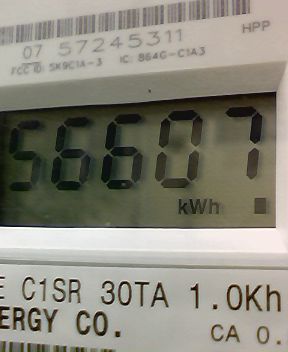 07 57245311
HPP
FCC ID: SK9C1A-3 IC: 864G-C1A3
56607
kWh
E C1SR 30TA 1.0Kh
ERGY CO.
CA 0.